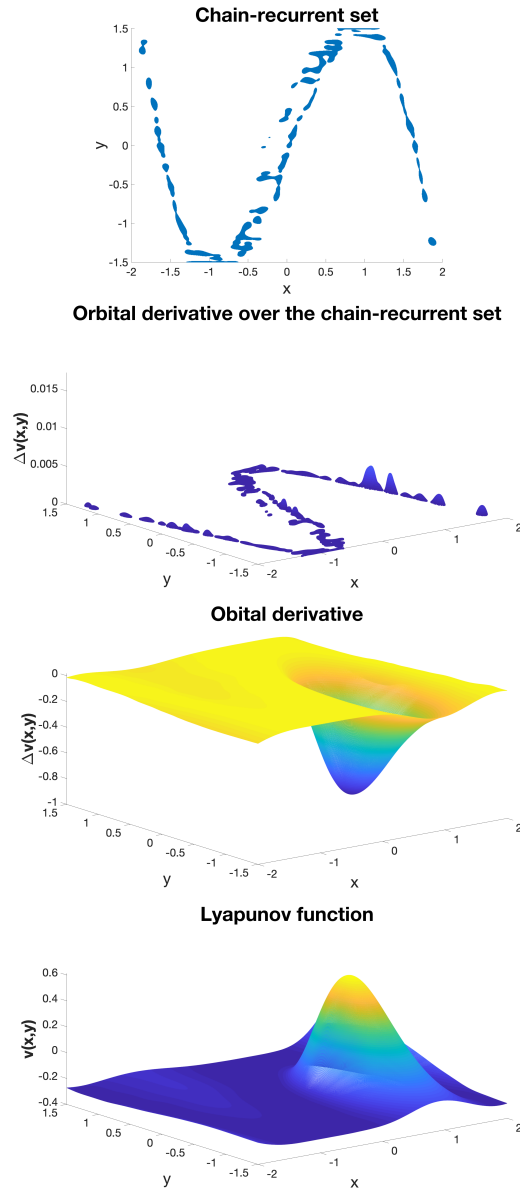 Chain-recurrent set
1.5
1
0.5
0
-0.5
-1
-1.5
y
-2 -1.5 -1 -0.5 0 0.5 1 1.5 2
x
Orbital derivative over the chain-recurrent set
0.015
0.01
0.005
0
△v(x,y)
1.5 1 0.5 0 -0.5 -1 -1.5
y
-2 -1 0 1 2
x
Obital derivative
0
-0.2
-0.4
-0.6
-0.8
-1
△v(x,y)
1.5 1 0.5 0 -0.5 -1 -1.5
y
-2 -1 0 1 2
x
Lyapunov function
0.6
0.4
0.2
0
-0.2
-0.4
v(x,y)
1.5 1 0.5 0 -0.5 -1 -1.5
y
-2 -1 0 1 2
x